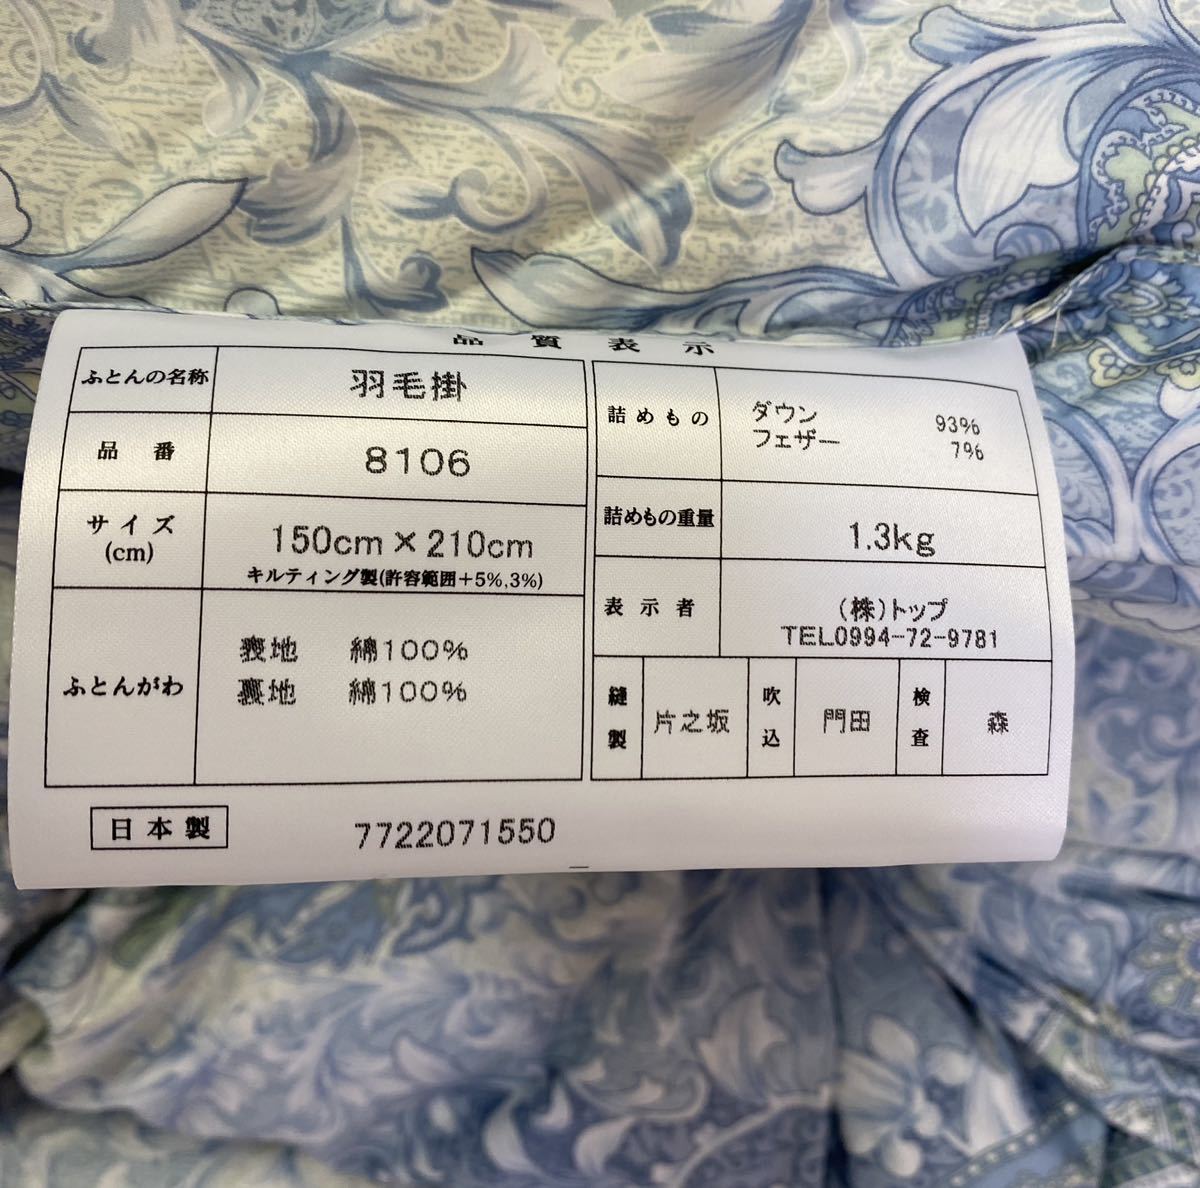 品質表示
ふとんの名称 羽毛掛
品番 8106
サイズ(cm) 150cm×210cm
キルティング製(許容範囲+5%,3%)
ふとんがわ
表地 綿100%
裏地 綿100%
詰めもの
ダウン 93%
フェザー 7%
詰めもの重量 1.3kg
表示者
(株)トップ
TEL0994-72-9781
縫製 片之坂 吹込 門田 検査 森
日本製 7722071550